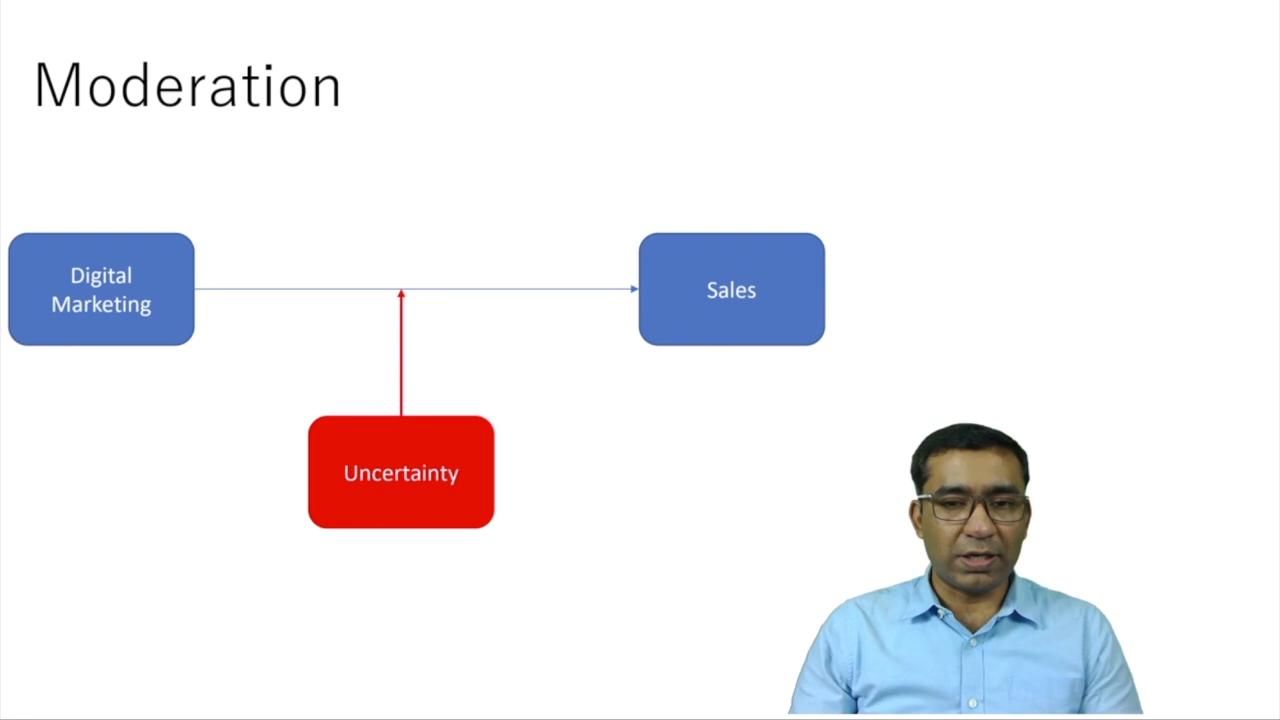 Moderation
Digital
Marketing
Sales
Uncertainty